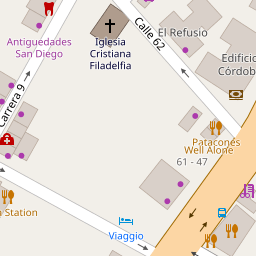 Calle 62
El Refusio
Antiguedades
San Diego
Iglesia
Cristiana
Filadelfia
Edificio
Córdob
Carrera 9
Patacones
Well Alone
61 - 47
Station
Viaggio